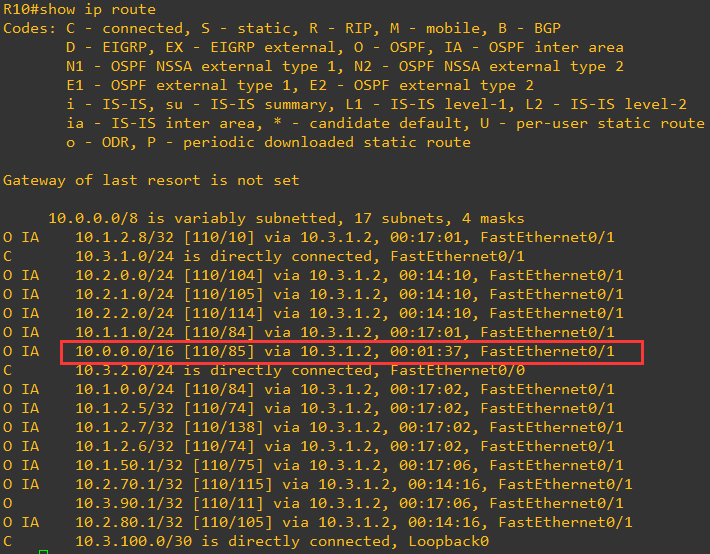 R10#show ip route
Codes: C - connected, S - static, R - RIP, M - mobile, B - BGP
       D - EIGRP, EX - EIGRP external, O - OSPF, IA - OSPF inter area
       N1 - OSPF NSSA external type 1, N2 - OSPF NSSA external type 2
       E1 - OSPF external type 1, E2 - OSPF external type 2
       i - IS-IS, su - IS-IS summary, L1 - IS-IS level-1, L2 - IS-IS level-2
       ia - IS-IS inter area, * - candidate default, U - per-user static route
       o - ODR, P - periodic downloaded static route
Gateway of last resort is not set
     10.0.0.0/8 is variably subnetted, 17 subnets, 4 masks
O IA    10.1.2.8/32 [110/10] via 10.3.1.2, 00:17:01, FastEthernet0/1
C       10.3.1.0/24 is directly connected, FastEthernet0/1
O IA    10.2.0.0/24 [110/104] via 10.3.1.2, 00:14:10, FastEthernet0/1
O IA    10.2.1.0/24 [110/105] via 10.3.1.2, 00:14:10, FastEthernet0/1
O IA    10.2.2.0/24 [110/114] via 10.3.1.2, 00:14:10, FastEthernet0/1
O IA    10.1.1.0/24 [110/84] via 10.3.1.2, 00:17:01, FastEthernet0/1
O IA    10.0.0.0/16 [110/85] via 10.3.1.2, 00:01:37, FastEthernet0/1
C       10.3.2.0/24 is directly connected, FastEthernet0/0
O IA    10.1.0.0/24 [110/84] via 10.3.1.2, 00:17:02, FastEthernet0/1
O IA    10.1.2.5/32 [110/74] via 10.3.1.2, 00:17:02, FastEthernet0/1
O IA    10.1.2.7/32 [110/138] via 10.3.1.2, 00:17:02, FastEthernet0/1
O IA    10.1.2.6/32 [110/74] via 10.3.1.2, 00:17:02, FastEthernet0/1
O IA    10.1.50.1/32 [110/75] via 10.3.1.2, 00:17:06, FastEthernet0/1
O IA    10.2.70.1/32 [110/115] via 10.3.1.2, 00:14:16, FastEthernet0/1
O       10.3.90.1/32 [110/11] via 10.3.1.2, 00:17:06, FastEthernet0/1
O IA    10.2.80.1/32 [110/105] via 10.3.1.2, 00:14:16, FastEthernet0/1
C       10.3.100.0/30 is directly connected, Loopback0